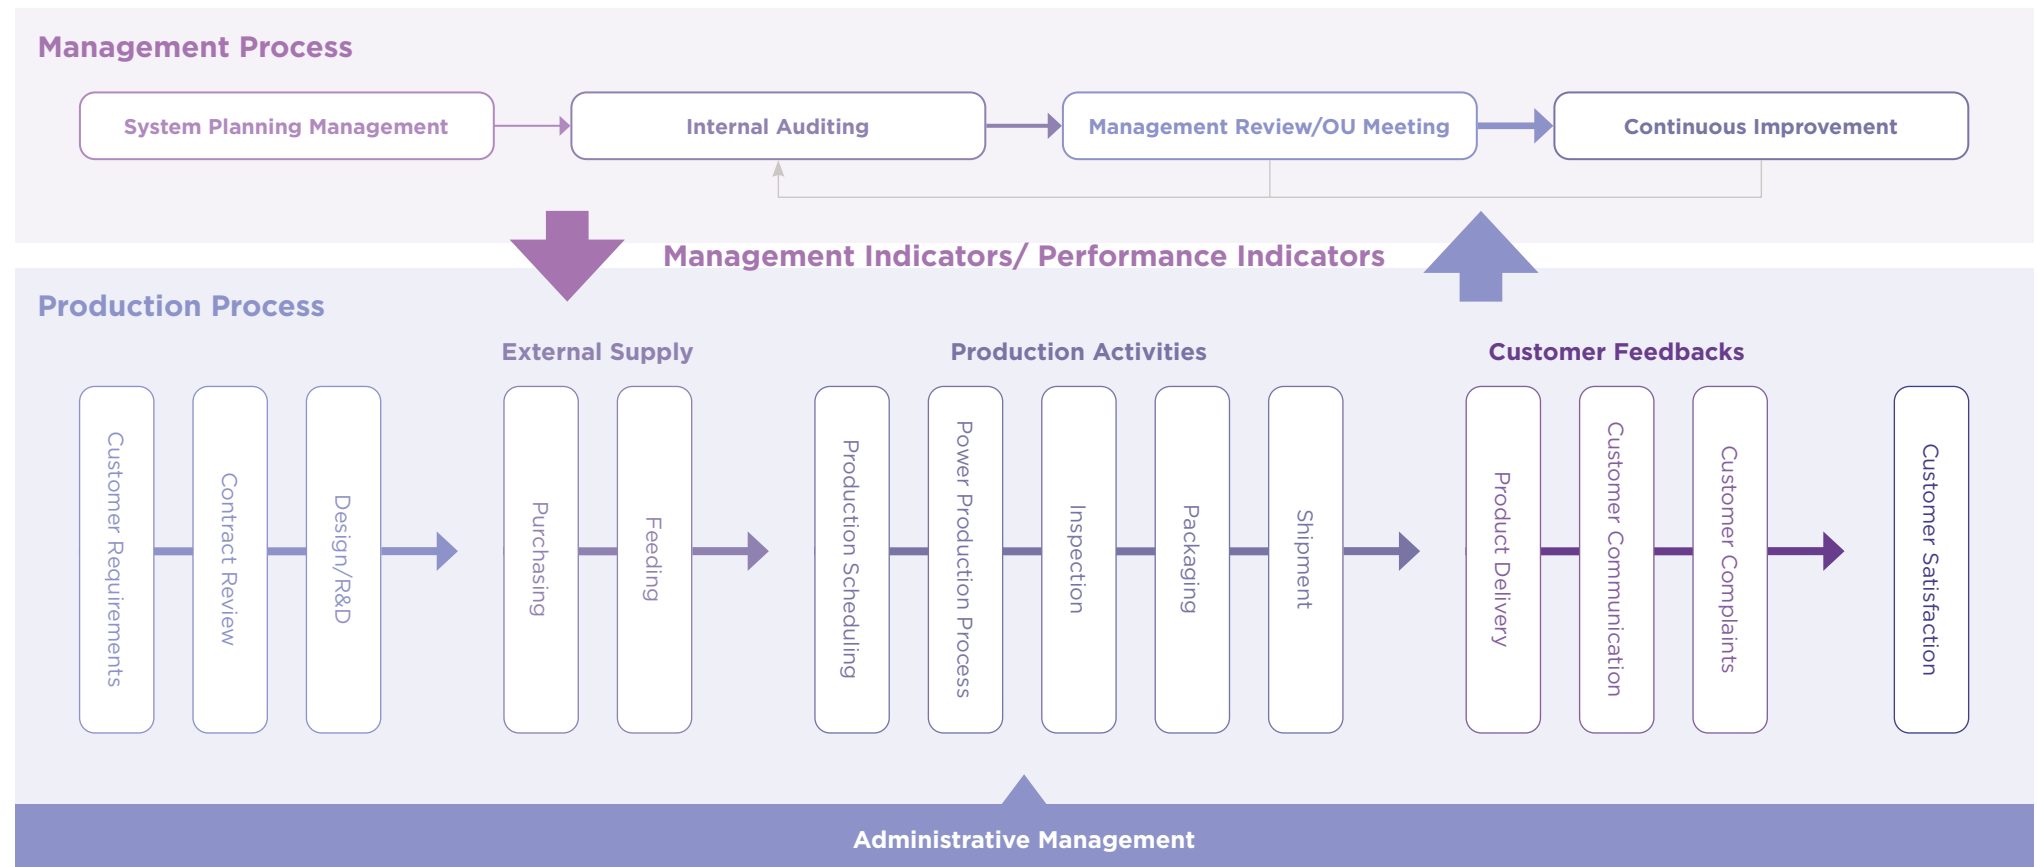 Management Process
System Planning Management
Internal Auditing
Management Review/OU Meeting
Continuous Improvement
Management Indicators/ Performance Indicators
Production Process
External Supply
Production Activities
Customer Feedbacks
Customer Requirements
Contract Review
Design/R&D
Purchasing
Feeding
Production Scheduling
Power Production Process
Inspection
Packaging
Shipment
Product Delivery
Customer Communication
Customer Complaints
Customer Satisfaction
Administrative Management